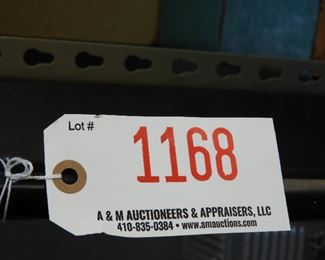 Lot #
1168
A & M AUCTIONEERS & APPRAISERS, LLC
410-835-0384 • www.amauctions.com